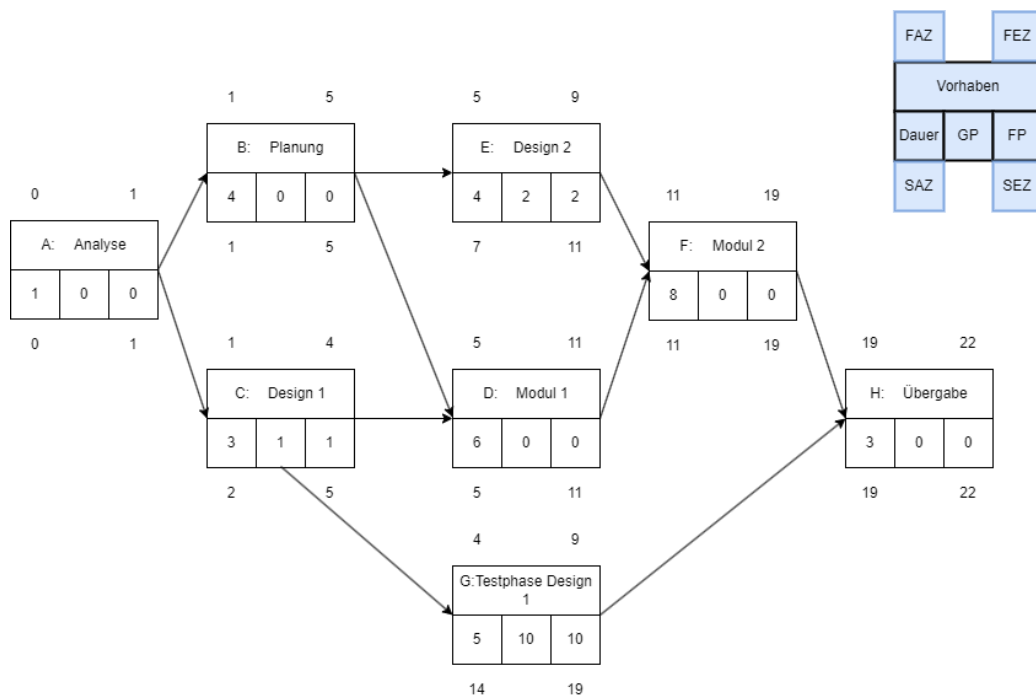 FAZ FEZ
Vorhaben
Dauer GP FP
SAZ SEZ
0 1
A: Analyse
1 0 0
0 1
1 5
B: Planung
4 0 0
1 5
1 4
C: Design 1
3 1 1
2 5
5 9
E: Design 2
4 2 2
7 11
5 11
D: Modul 1
6 0 0
5 11
4 9
G:Testphase Design
1
5 10 10
14 19
11 19
F: Modul 2
8 0 0
11 19
19 22
H: Übergabe
3 0 0
19 22